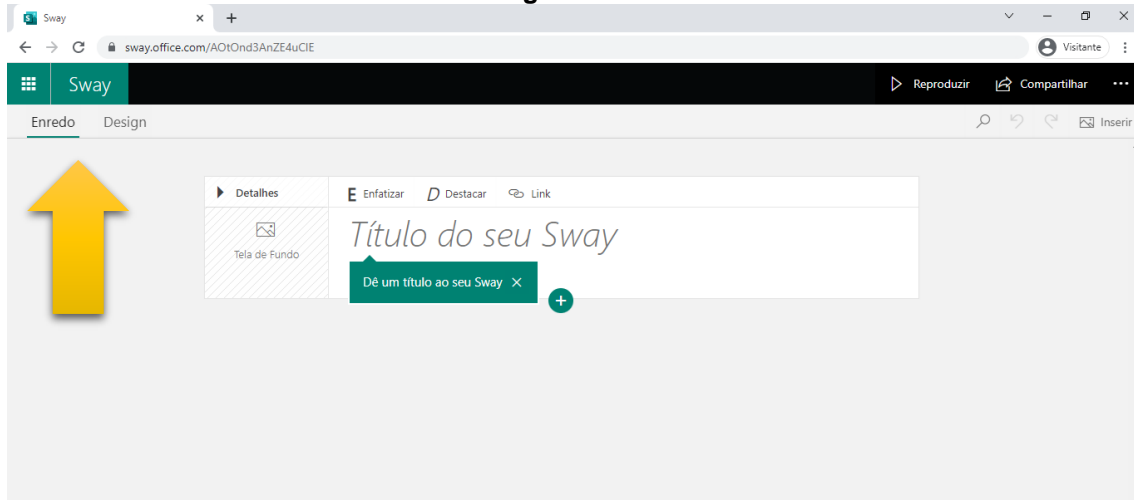 Sway
sway.office.com/AOtOnd3AnZE4uCIE
Visitante
Sway
Reproduzir
Compartilhar
Enredo
Design
Inserir
Detalhes
E Enfatizar
D Destacar
Link
Título do seu Sway
Tela de Fundo
Dê um título ao seu Sway